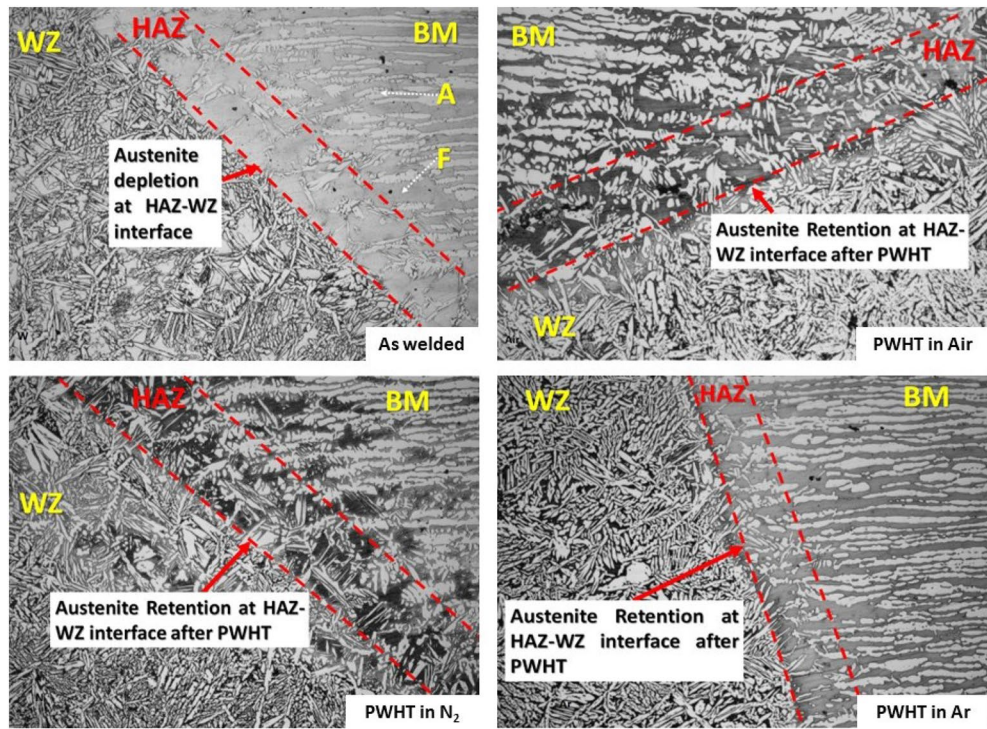 WZ
HAZ
BM
A
F
Austenite
depletion
at HAZ-WZ
interface
W
As welded
BM
HAZ
Austenite Retention at HAZ-
WZ interface after PWHT
WZ
Air
PWHT in Air
HAZ
BM
WZ
Austenite Retention at HAZ-
WZ interface after PWHT
PWHT in N₂
WZ
HAZ
BM
Austenite Retention at
HAZ-WZ interface after
PWHT
PWHT in Ar